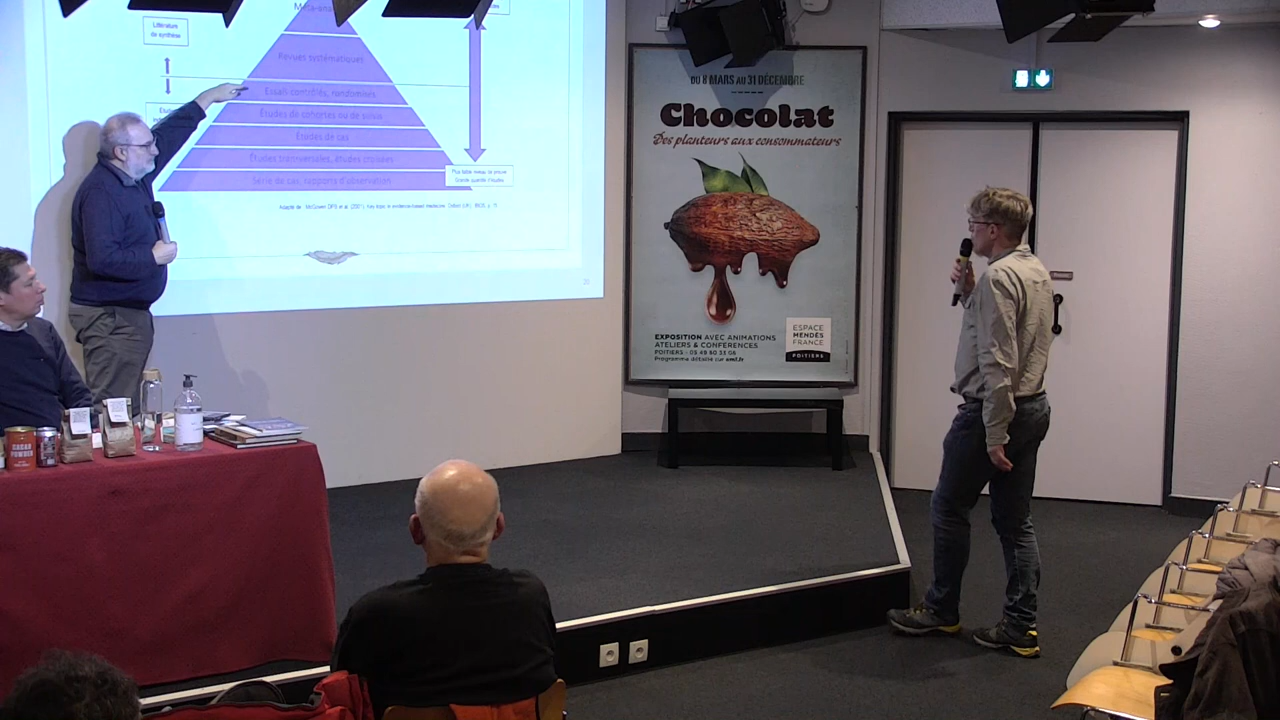 Littérature
de synthèse
Méta-ana
Revues systématiques
Essais contrôlés, randomisés
Études de cohortes ou de suivis
Études de cas
Études transversales, études croisées
Série de cas, rapports d'observation
Plus faible niveau de preuve
Grande quantité d'études
DU 8 MARS AU 31 DÉCEMBRE
Chocolat
Des planteurs aux consommateurs
EXPOSITION AVEC ANIMATIONS
ATELIERS & CONFÉRENCES
POITIERS - 05 49 50 33 08
Programme détaillé sur emf.fr
ESPACE
MENDÈS
FRANCE
POITIERS
CACAO
POWDER